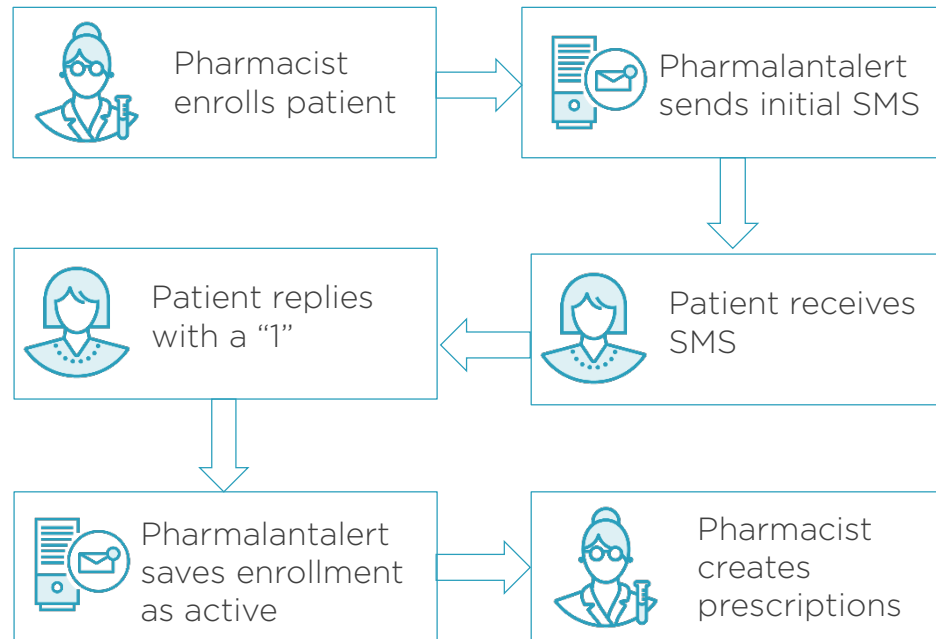 Pharmacist
enrolls patient
Pharmalantalert
sends initial SMS
Patient receives
SMS
Patient replies
with a “1”
Pharmalantalert
saves enrollment
as active
Pharmacist
creates
prescriptions